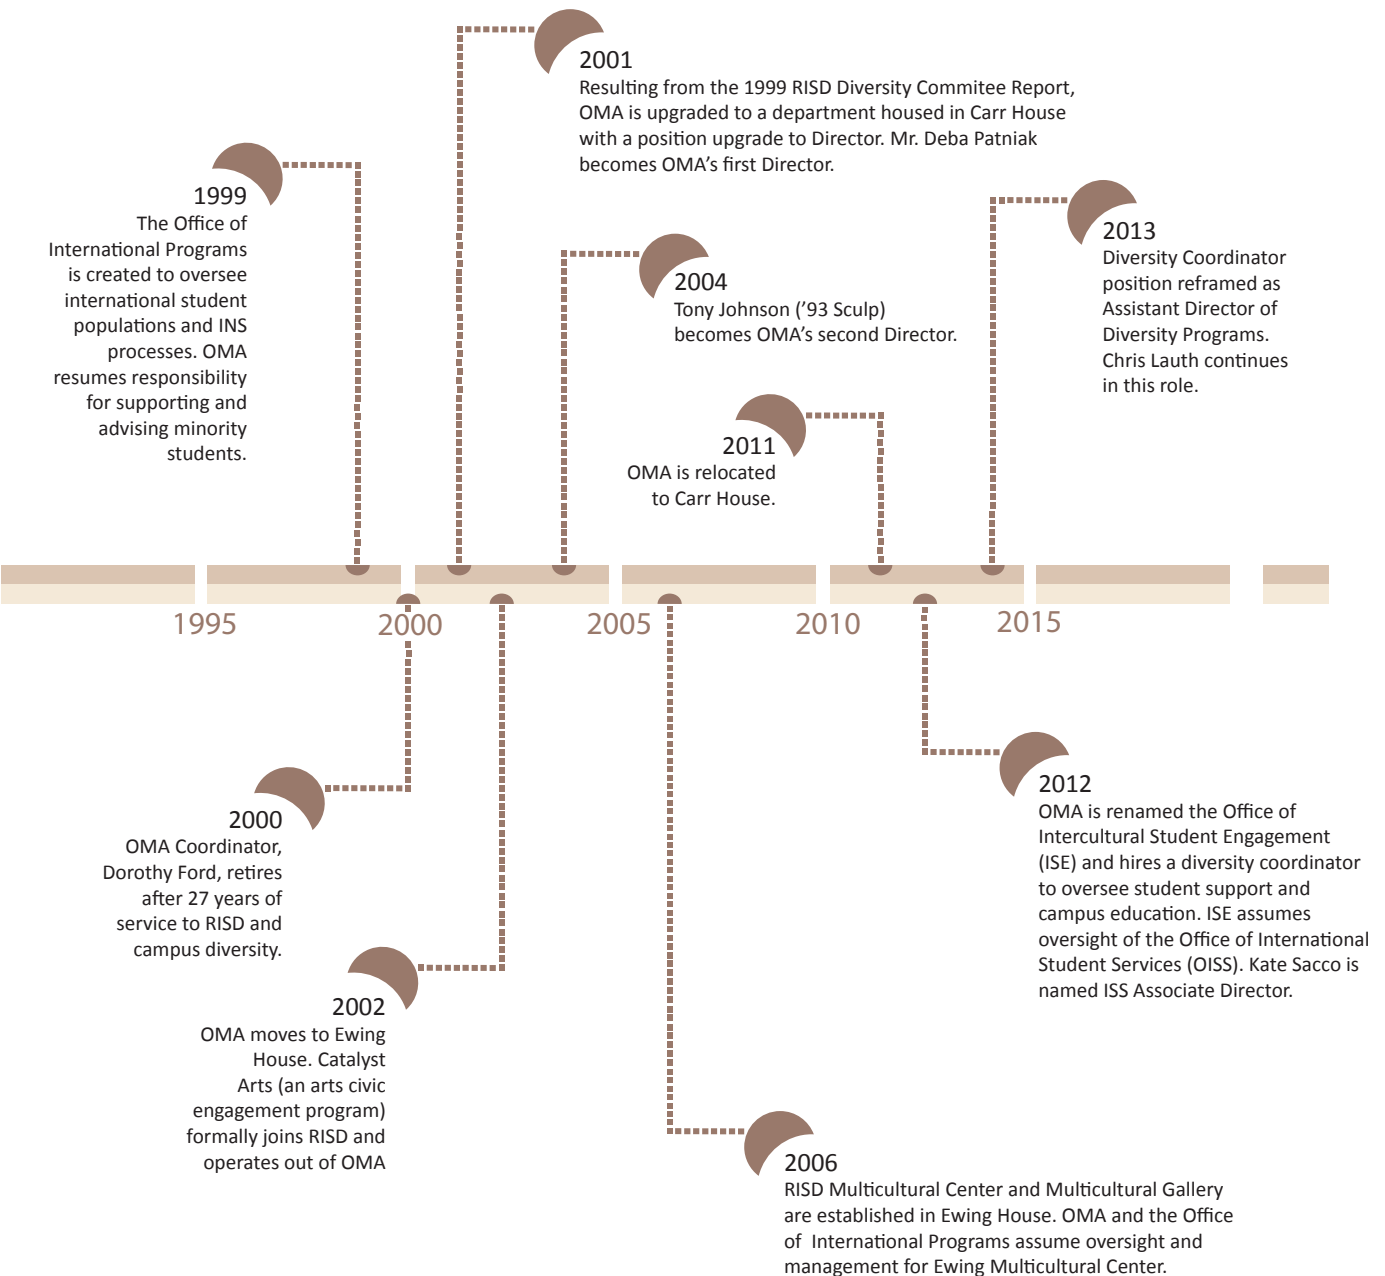 2001
Resulting from the 1999 RISD Diversity Commitee Report,
OMA is upgraded to a department housed in Carr House
with a position upgrade to Director. Mr. Deba Patniak
becomes OMA's first Director.
1999
The Office of
International Programs
is created to oversee
international student
populations and INS
processes. OMA
resumes responsibility
for supporting and
advising minority
students.
2004
Tony Johnson ('93 Sculp)
becomes OMA's second Director.
2013
Diversity Coordinator
position reframed as
Assistant Director of
Diversity Programs.
Chris Lauth continues
in this role.
2011
OMA is relocated
to Carr House.
1995
2000
2005
2010
2015
2000
OMA Coordinator,
Dorothy Ford, retires
after 27 years of
service to RISD and
campus diversity.
2002
OMA moves to Ewing
House. Catalyst
Arts (an arts civic
engagement program)
formally joins RISD and
operates out of OMA
2012
OMA is renamed the Office of
Intercultural Student Engagement
(ISE) and hires a diversity coordinator
to oversee student support and
campus education. ISE assumes
oversight of the Office of International
Student Services (OISS). Kate Sacco is
named ISS Associate Director.
2006
RISD Multicultural Center and Multicultural Gallery
are established in Ewing House. OMA and the Office
of  International Programs assume oversight and
management for Ewing Multicultural Center.